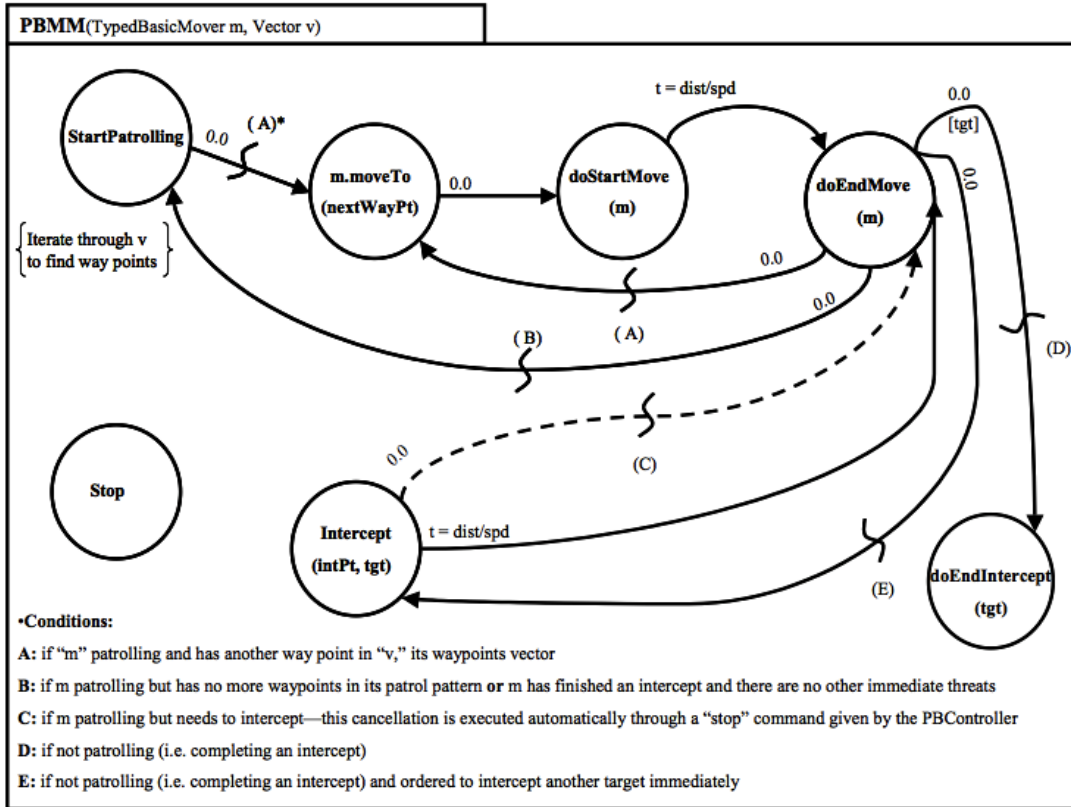 PBMM(TypedBasicMover m, Vector v)
t = dist/spd
0.0
[tgt]
( A)*
0.0
StartPatrolling
m.moveTo
(nextWayPt)
0.0
doStartMove
(m)
doEndMove
(m)
0.0
Iterate through v
to find way points
0.0
( A)
0.0
( B)
(D)
0.0
(C)
Stop
Intercept
(intPt, tgt)
t = dist/spd
(E)
doEndIntercept
(tgt)
•Conditions:
A: if “m” patrolling and has another way point in “v,” its waypoints vector
B: if m patrolling but has no more waypoints in its patrol pattern or m has finished an intercept and there are no other immediate threats
C: if m patrolling but needs to intercept—this cancellation is executed automatically through a “stop” command given by the PBController
D: if not patrolling (i.e. completing an intercept)
E: if not patrolling (i.e. completing an intercept) and ordered to intercept another target immediately